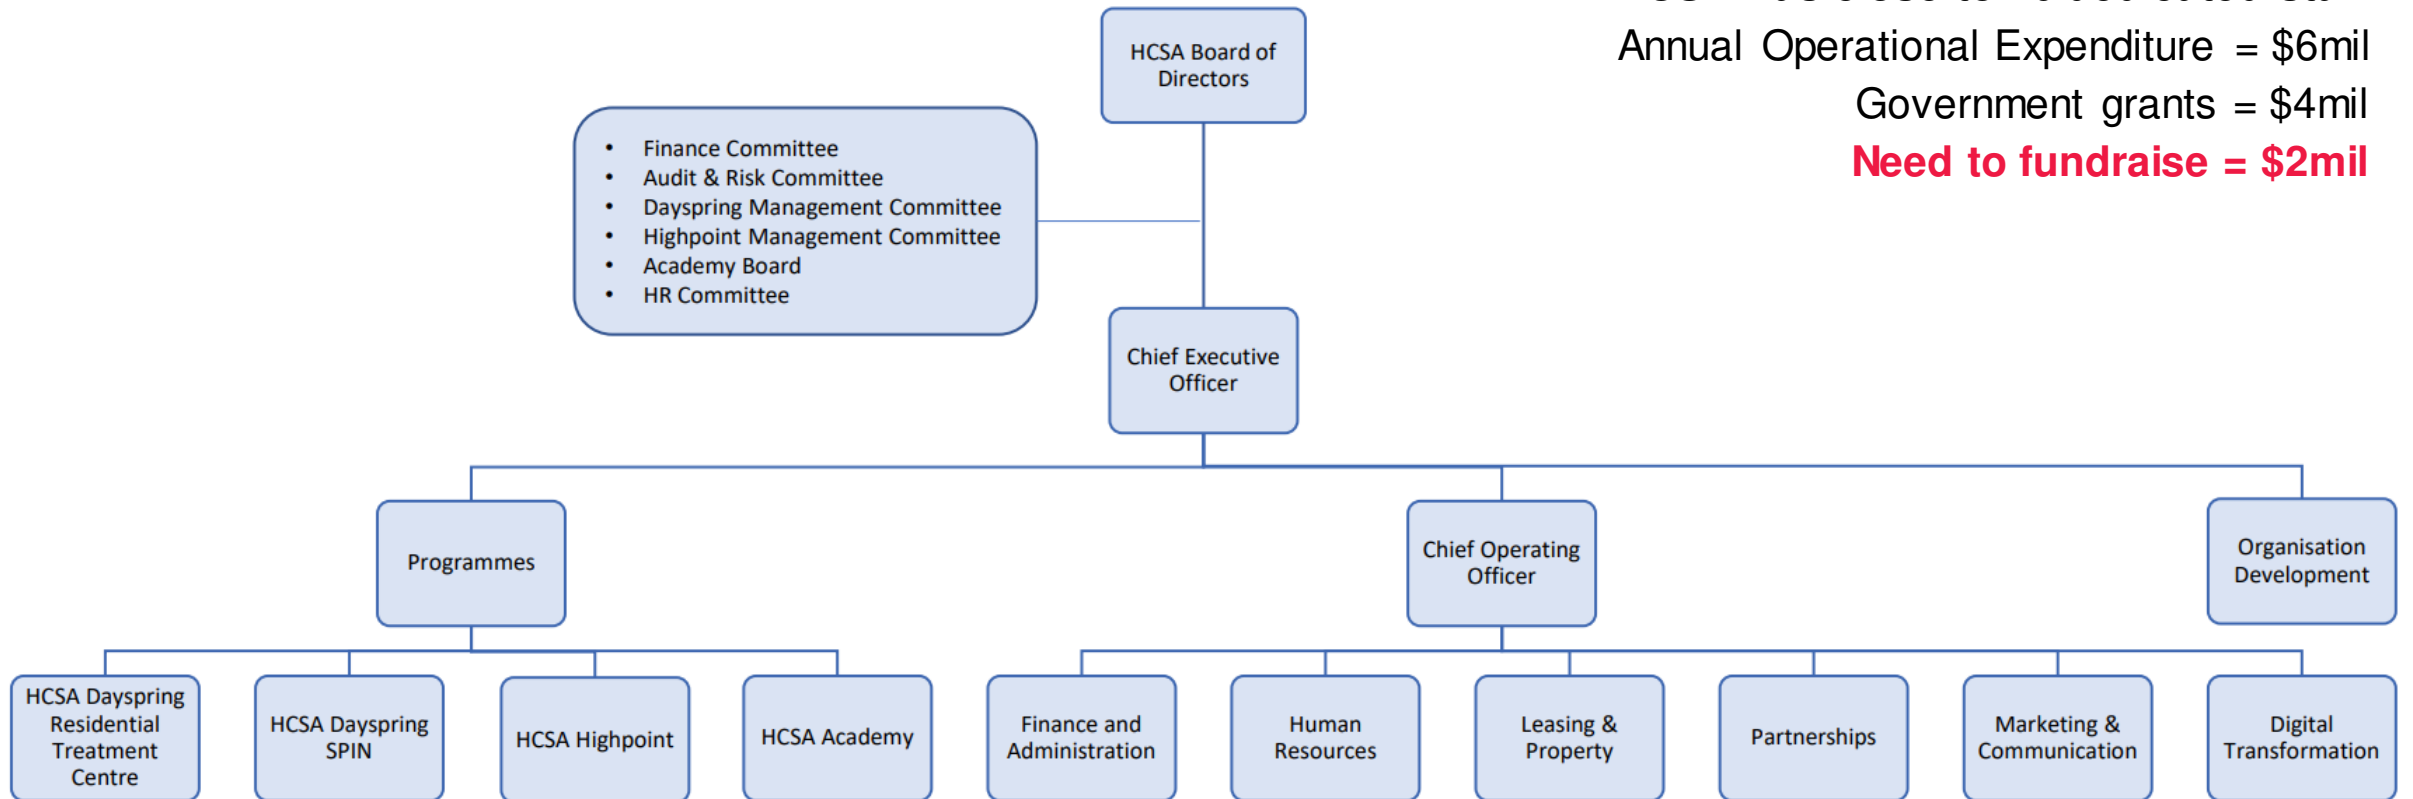 Annual Operational Expenditure = $6mil
Government grants = $4mil
Need to fundraise = $2mil
HCSA Board of
Directors
• Finance Committee
• Audit & Risk Committee
• Dayspring Management Committee
• Highpoint Management Committee
• Academy Board
• HR Committee
Chief Executive
Officer
Programmes
Chief Operating
Officer
Organisation
Development
HCSA Dayspring
Residential
Treatment
Centre
HCSA Dayspring
SPIN
HCSA Highpoint
HCSA Academy
Finance and
Administration
Human
Resources
Leasing &
Property
Partnerships
Marketing &
Communication
Digital
Transformation